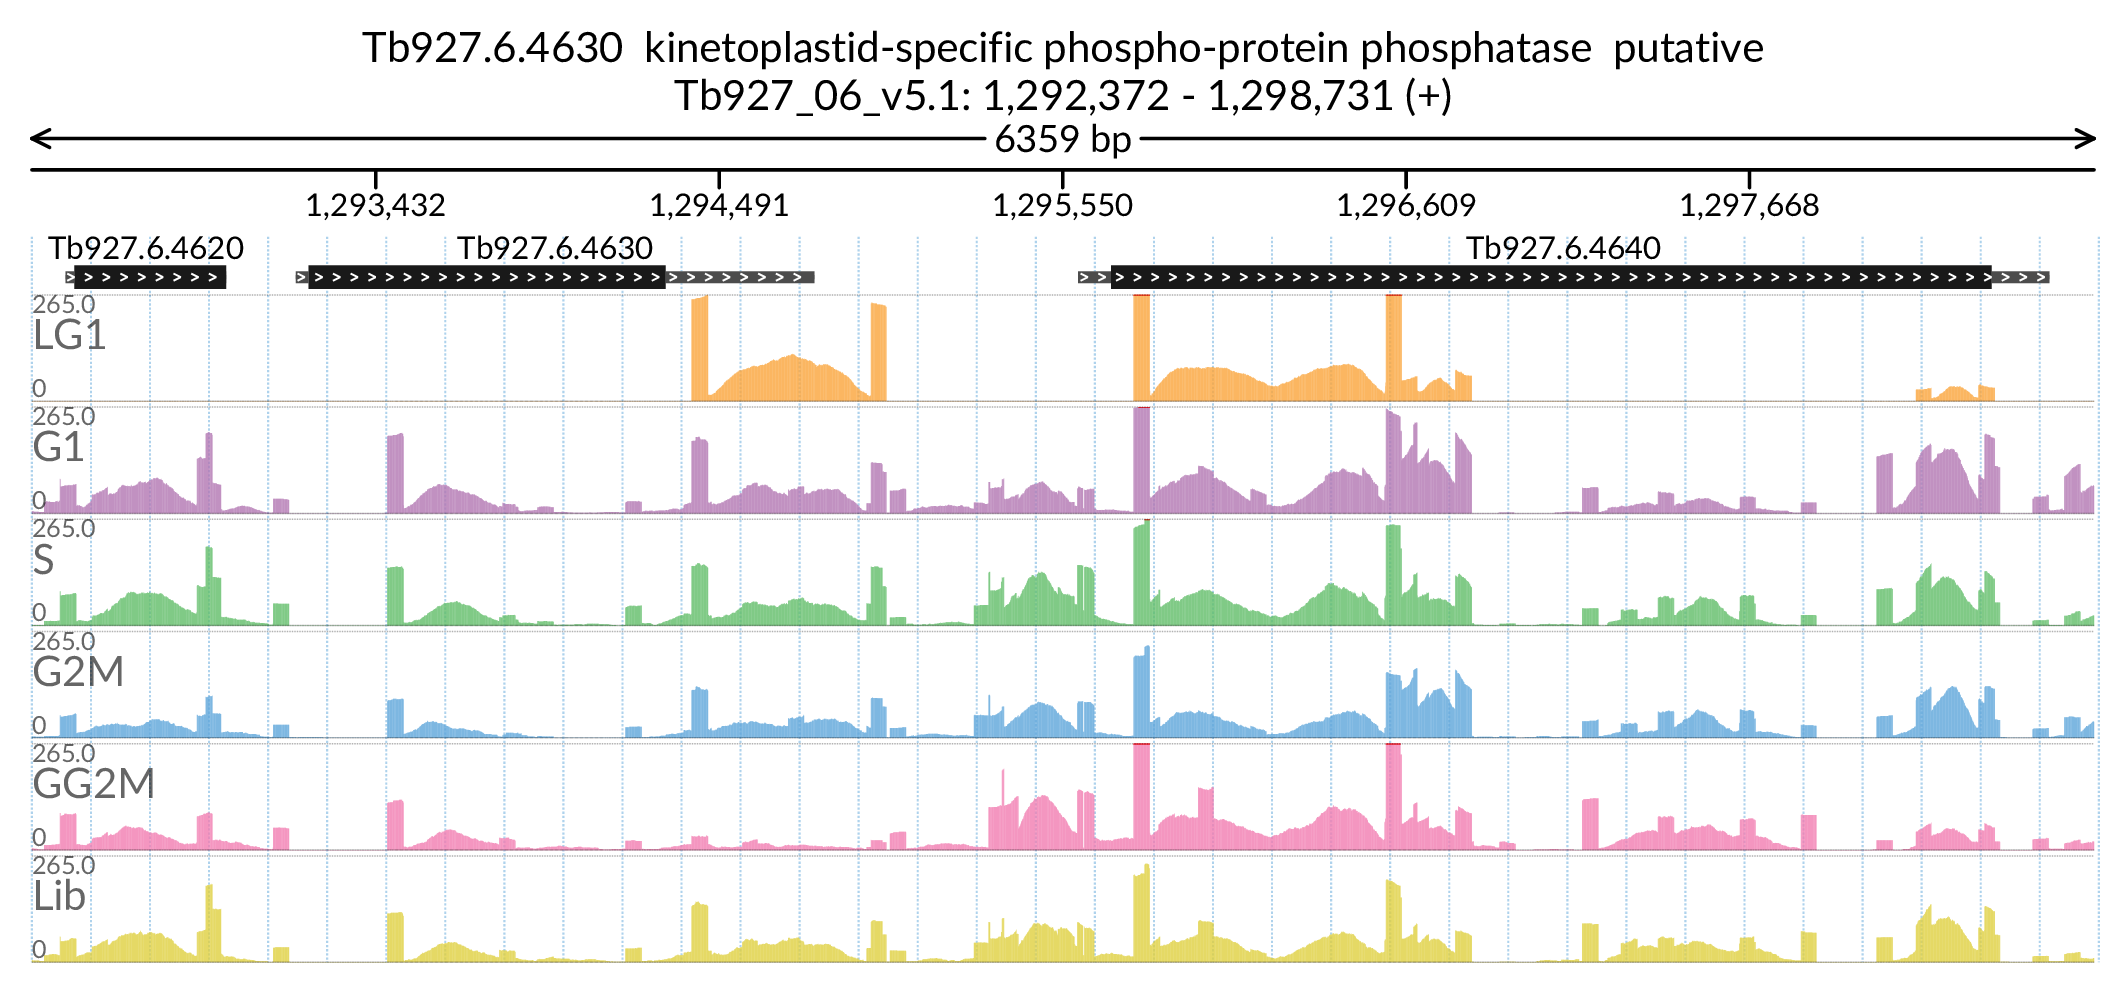 Tb927.6.4630 kinetoplastid-specific phospho-protein phosphatase putative
Tb927_06_v5.1: 1,292,372 - 1,298,731 (+)
6359 bp
1,293,432 1,294,491 1,295,550 1,296,609 1,297,668
Tb927.6.4620 Tb927.6.4630 Tb927.6.4640
265.0
LG1
0
265.0
G1
0
265.0
S
0
265.0
G2M
0
265.0
GG2M
0
265.0
Lib
0